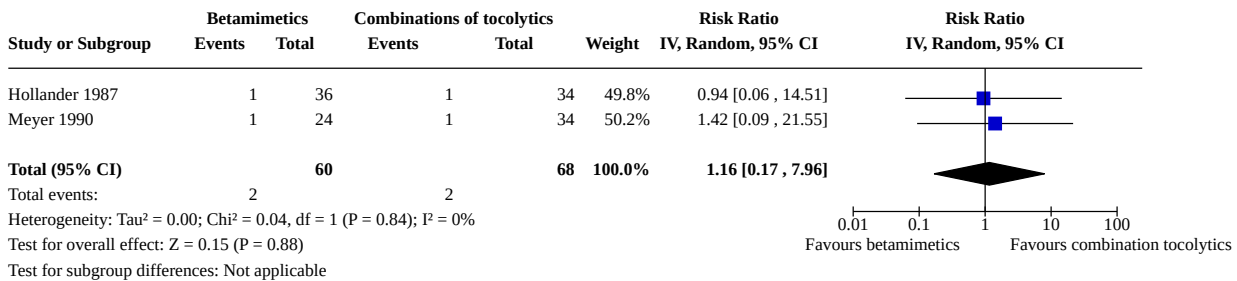 Betamimetics Combinations of tocolytics Risk Ratio Risk Ratio
Study or Subgroup Events Total Events Total Weight IV, Random, 95% CI IV, Random, 95% CI
Hollander 1987 1 36 1 34 49.8% 0.94 [0.06 , 14.51]
Meyer 1990 1 24 1 34 50.2% 1.42 [0.09 , 21.55]
Total (95% CI) 60 68 100.0% 1.16 [0.17 , 7.96]
Total events: 2 2
Heterogeneity: Tau² = 0.00; Chi² = 0.04, df = 1 (P = 0.84); I² = 0%
0.01 0.1 1 10 100
Test for overall effect: Z = 0.15 (P = 0.88) Favours betamimetics Favours combination tocolytics
Test for subgroup differences: Not applicable